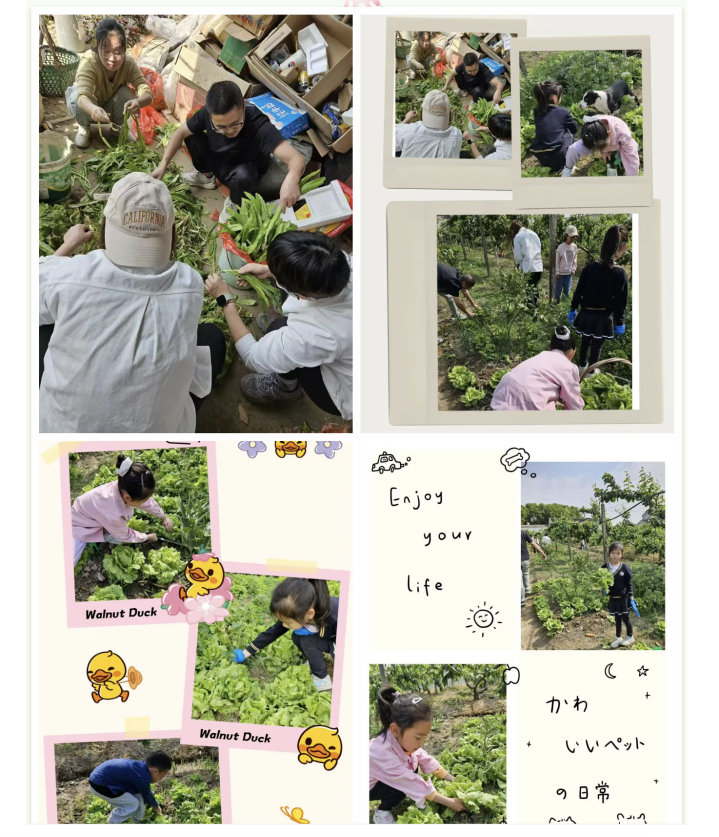 CALIFORNIA
Walnut Duck
Walnut Duck
Enjoy
your
life
かわ
いいペット
の日常